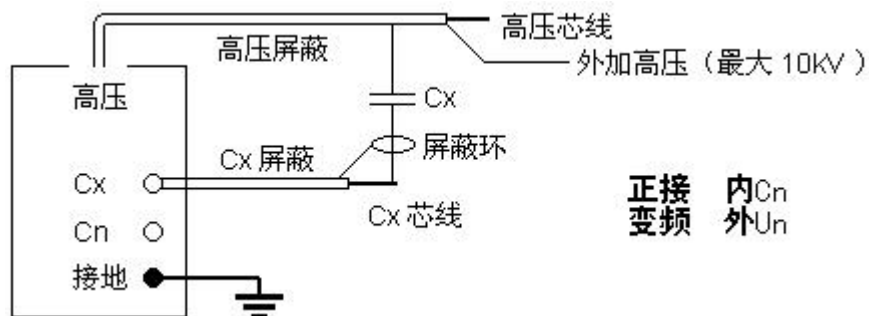 高压芯线
高压屏蔽
外加高压（最大 10KV ）
高压
Cx
Cx 屏蔽
屏蔽环
Cx
Cx 芯线
正接 内Cn
变频 外Un
Cn
接地